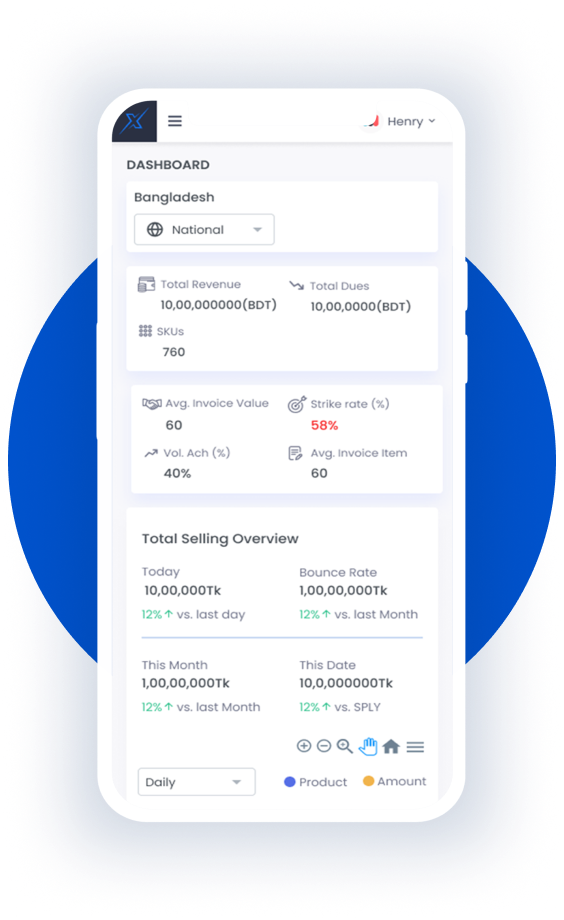 Henry
DASHBOARD
Bangladesh
National
Total Revenue
10,00,000000(BDT)
Total Dues
10,00,0000(BDT)
SKUs
760
Avg. Invoice Value
60
Strike rate (%)
58%
Vol. Ach (%)
40%
Avg. Invoice Item
60
Total Selling Overview
Today
10,00,000Tk
12%↑ vs. last day
Bounce Rate
1,00,00,000Tk
12%↑ vs. last Month
This Month
1,00,00,000Tk
12%↑ vs. last Month
This Date
10,0,000000Tk
12%↑ vs. SPLY
Daily
Product
Amount